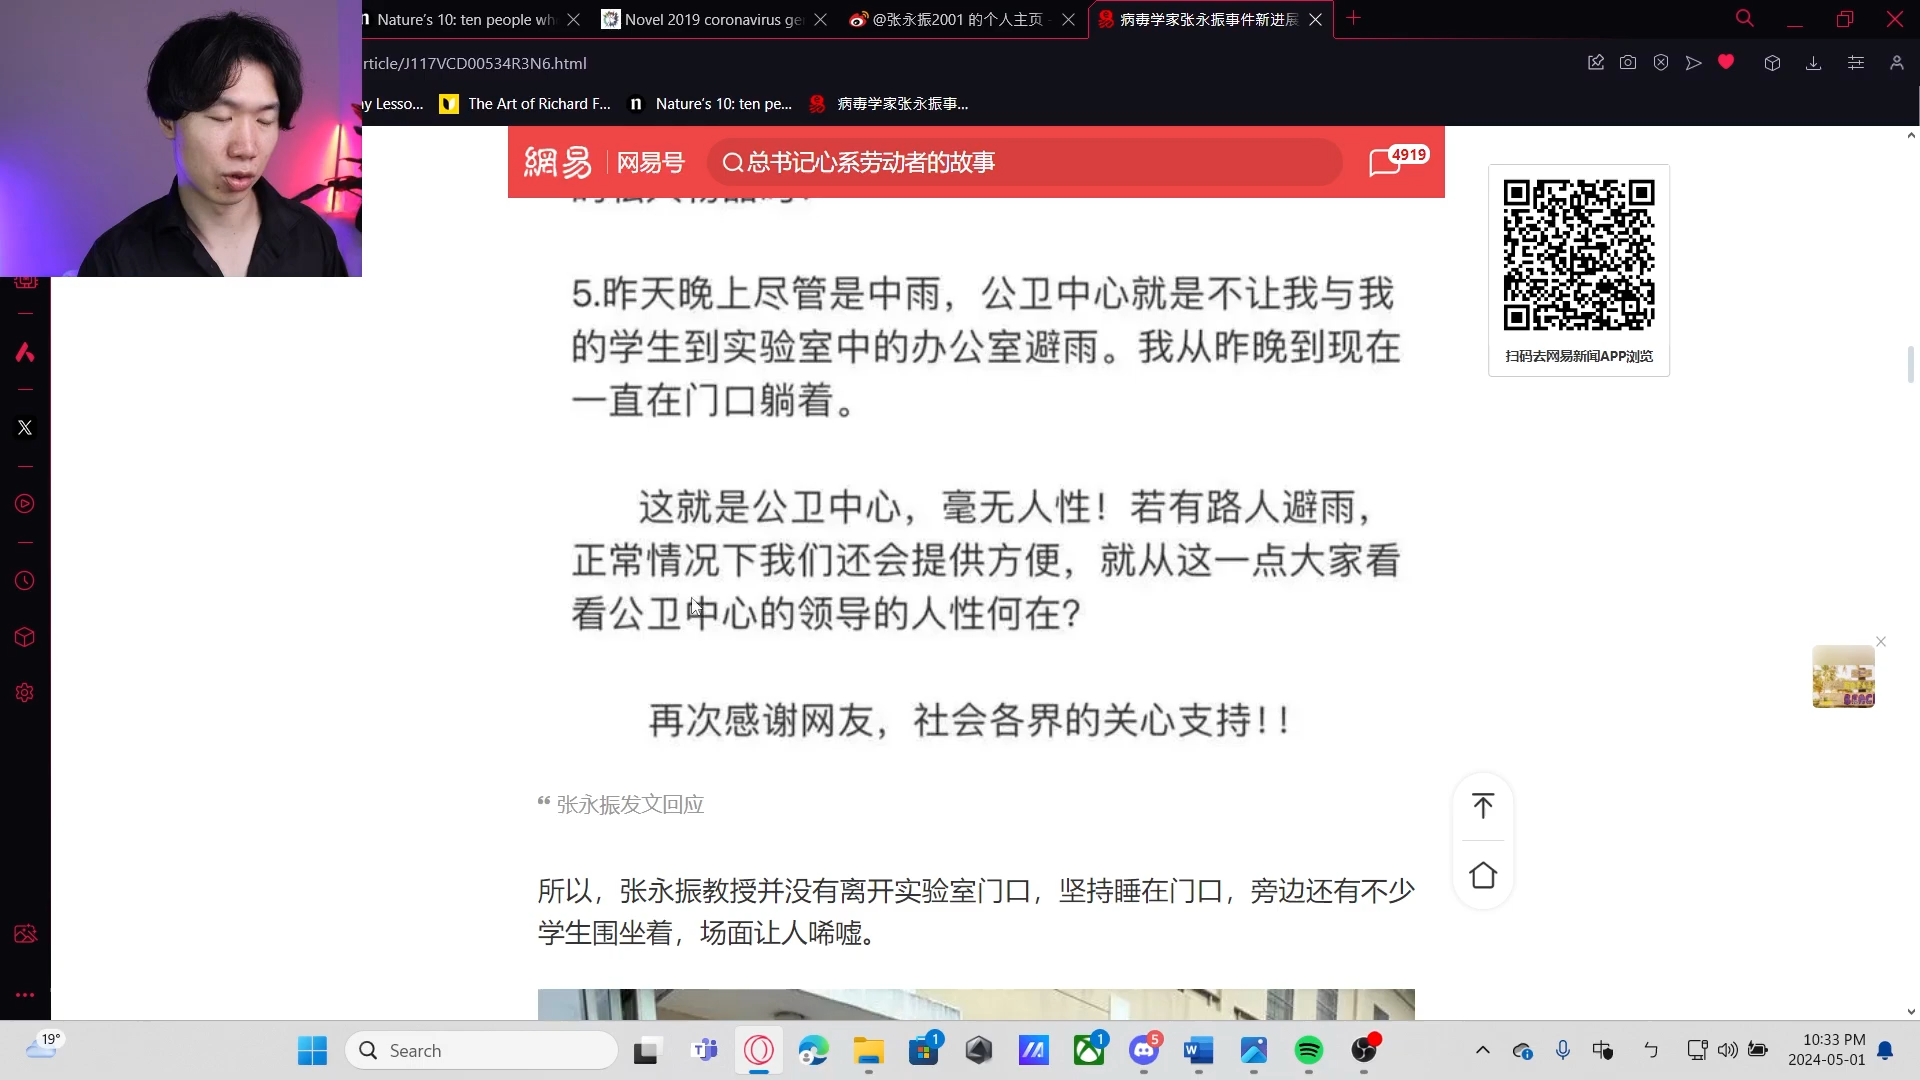 Nature's 10: ten people wh
Novel 2019 coronavirus ge
@张永振2001 的个人主页 -
病毒学家张永振事件新进展
rticle/J117VCD00534R3N6.html
y Lesso...
The Art of Richard F...
Nature's 10: ten pe...
病毒学家张永振事...
網易
网易号
总书记心系劳动者的故事
4919
5.昨天晚上尽管是中雨，公卫中心就是不让我与我
的学生到实验室中的办公室避雨。我从昨晚到现在
一直在门口躺着。
这就是公卫中心，毫无人性！若有路人避雨，
正常情况下我们还会提供方便，就从这一点大家看
看公卫中心的领导的人性何在?
再次感谢网友，社会各界的关心支持!!
“ 张永振发文回应
所以，张永振教授并没有离开实验室门口，坚持睡在门口，旁边还有不少
学生围坐着，场面让人唏嘘。
扫码去网易新闻APP浏览
19°
Search
1
1
5
10:33 PM
2024-05-01